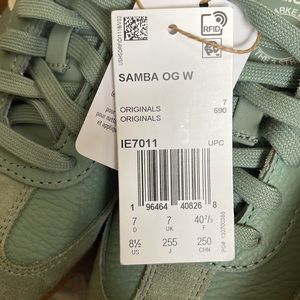 RFID
SAMBA OG W
ORIGINALS 7
ORIGINALS 690
IE7011 UPC
1 96464 40826 8
7 7 40⅔
D F
8½ 255 250
US J CHN